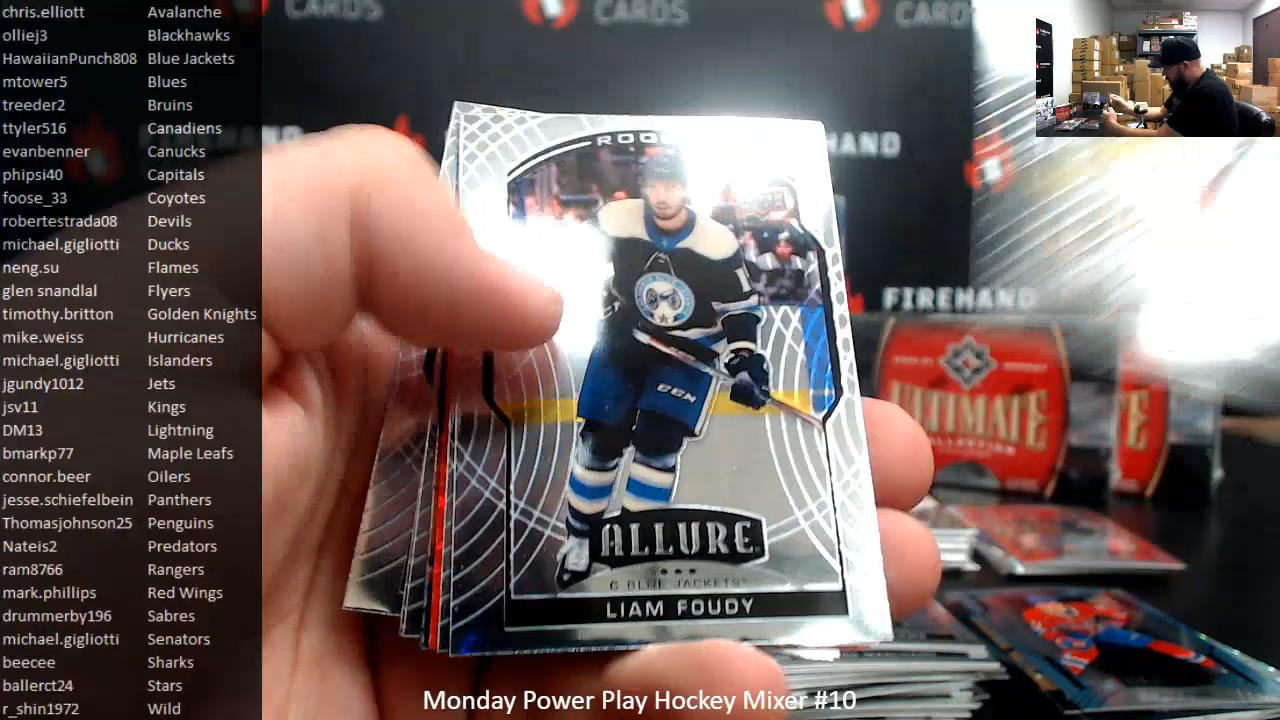 chris.elliott Avalanche
olliej3 Blackhawks
HawaiianPunch808 Blue Jackets
mtower5 Blues
treeder2 Bruins
ttyler516 Canadiens
evanbenner Canucks
phipsi40 Capitals
foose_33 Coyotes
robertestrada08 Devils
michael.gigliotti Ducks
neng.su Flames
glen snandlal Flyers
timothy.britton Golden Knights
mike.weiss Hurricanes
michael.gigliotti Islanders
jgundy1012 Jets
jsv11 Kings
DM13 Lightning
bmarkp77 Maple Leafs
connor.beer Oilers
jesse.schiefelbein Panthers
Thomasjohnson25 Penguins
Nateis2 Predators
ram8766 Rangers
mark.phillips Red Wings
drummerby196 Sabres
michael.gigliotti Senators
beecee Sharks
ballerct24 Stars
r_shin1972 Wild
CARDS
CARDS
CARD
HAND
FIREHAND
ULTIMATE
COLLECTION
CCM
ALLURE
C BLUE JACKETS
LIAM FOUDY
Monday Power Play Hockey Mixer #10